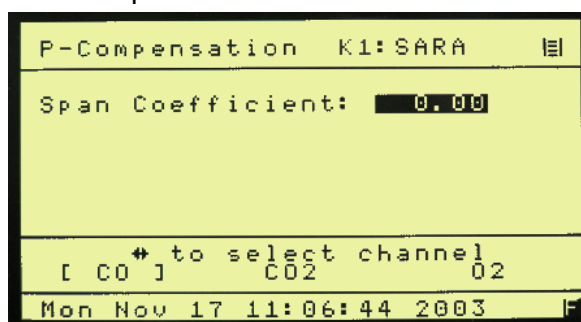 P-Compensation K1:SARA
Span Coefficient: 0.00
to select channel
[ CO ] CO2 O2
Mon Nov 17 11:06:44 2003